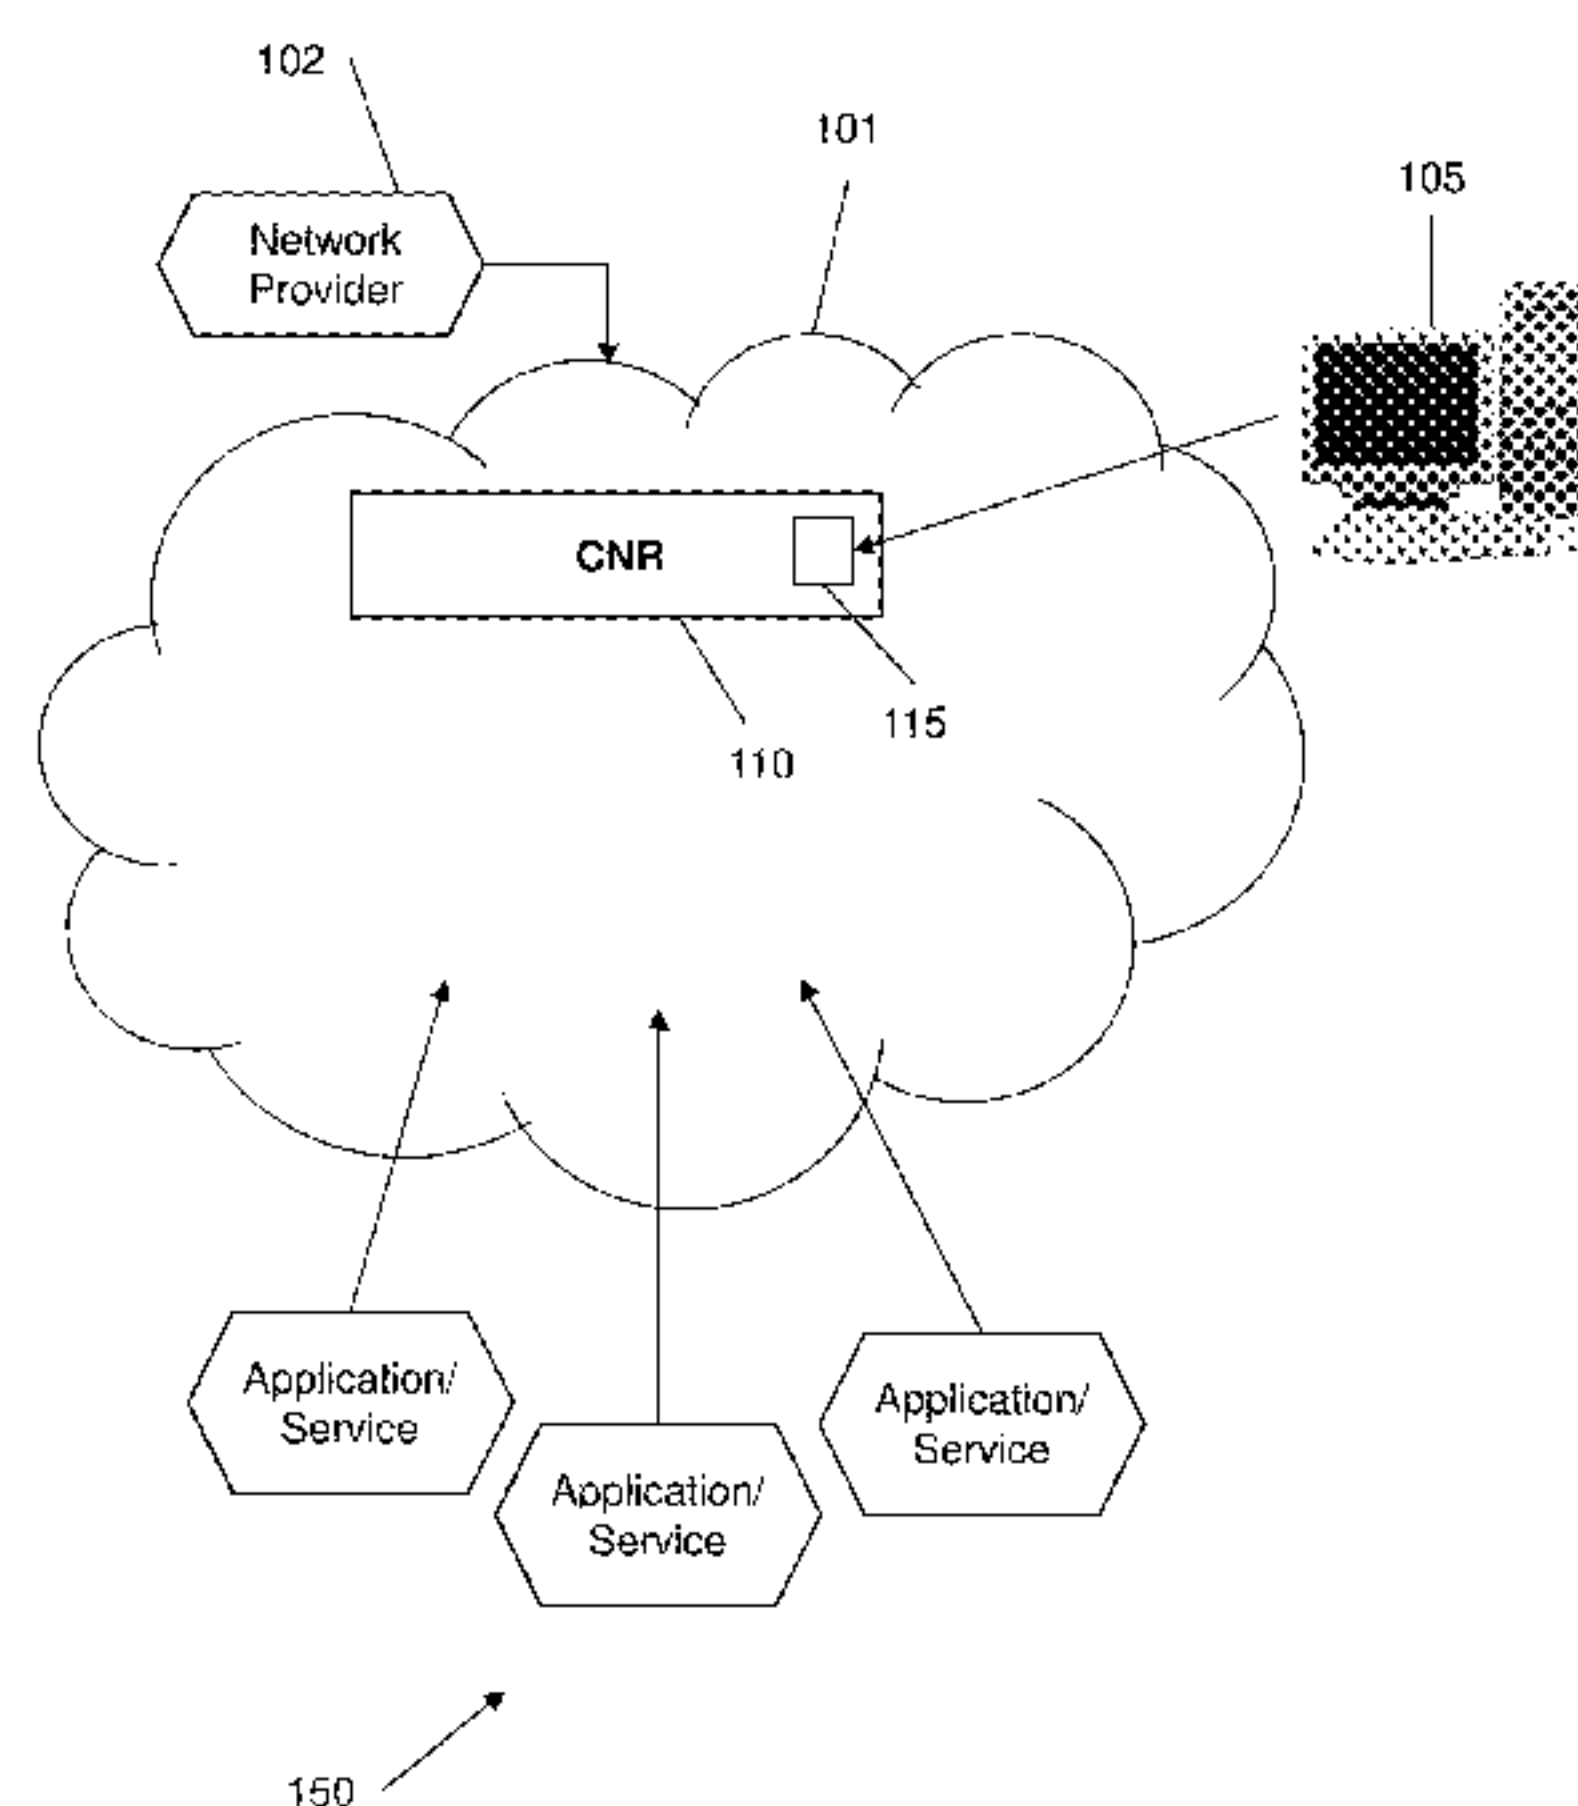 102
101
105
Network
Provider
CNR
115
110
Application/
Service
Application/
Service
Application/
Service
150